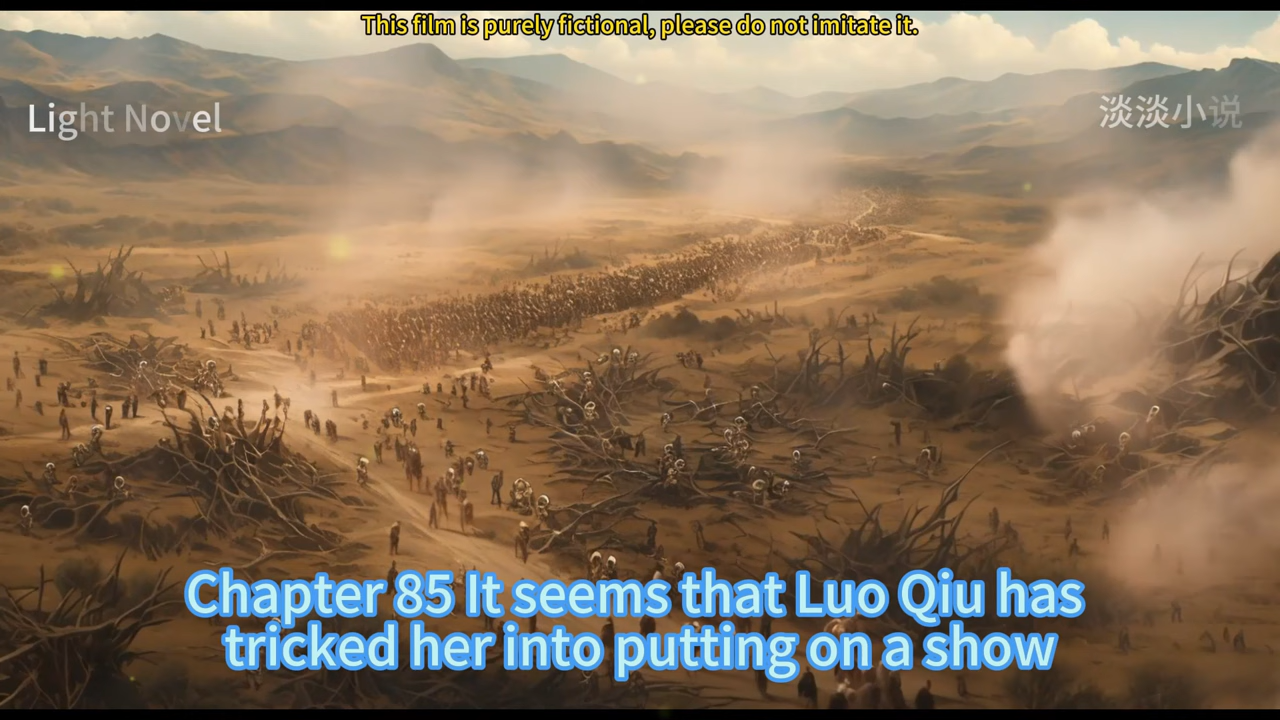 This film is purely fictional, please do not imitate it.
Light Novel
淡淡小说
Chapter 85 It seems that Luo Qiu has
tricked her into putting on a show